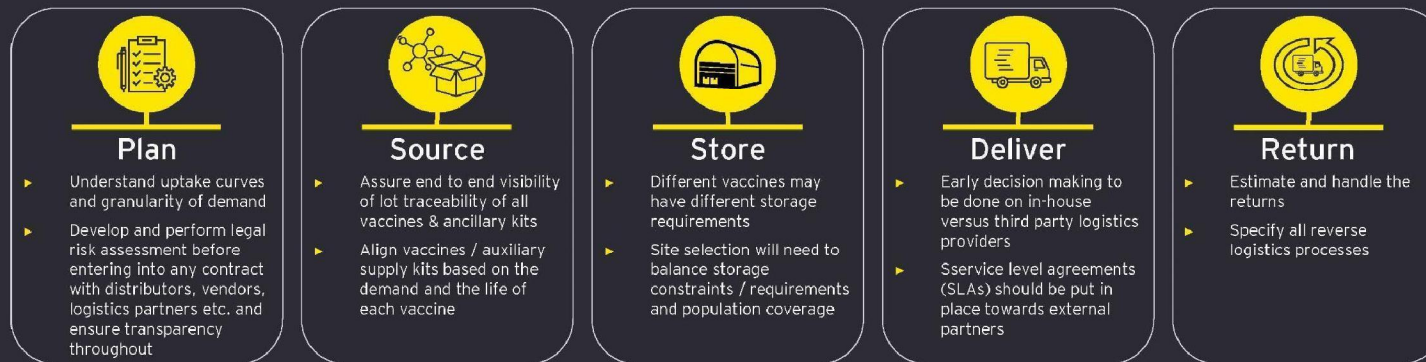 Plan
Understand uptake curves
and granularity of demand
Develop and perform legal
risk assessment before
entering into any contract
with distributors, vendors,
logistics partners etc. and
ensure transparency
throughout
Source
Assure end to end visibility
of lot traceability of all
vaccines & ancillary kits
Align vaccines / auxiliary
supply kits based on the
demand and the life of
each vaccine
Store
Different vaccines may
have different storage
requirements
Site selection will need to
balance storage
constraints / requirements
and population coverage
Deliver
Early decision making to
be done on in-house
versus third party logistics
providers
Sservice level agreements
(SLAs) should be put in
place towards external
partners
Return
Estimate and handle the
returns
Specify all reverse
logistics processes